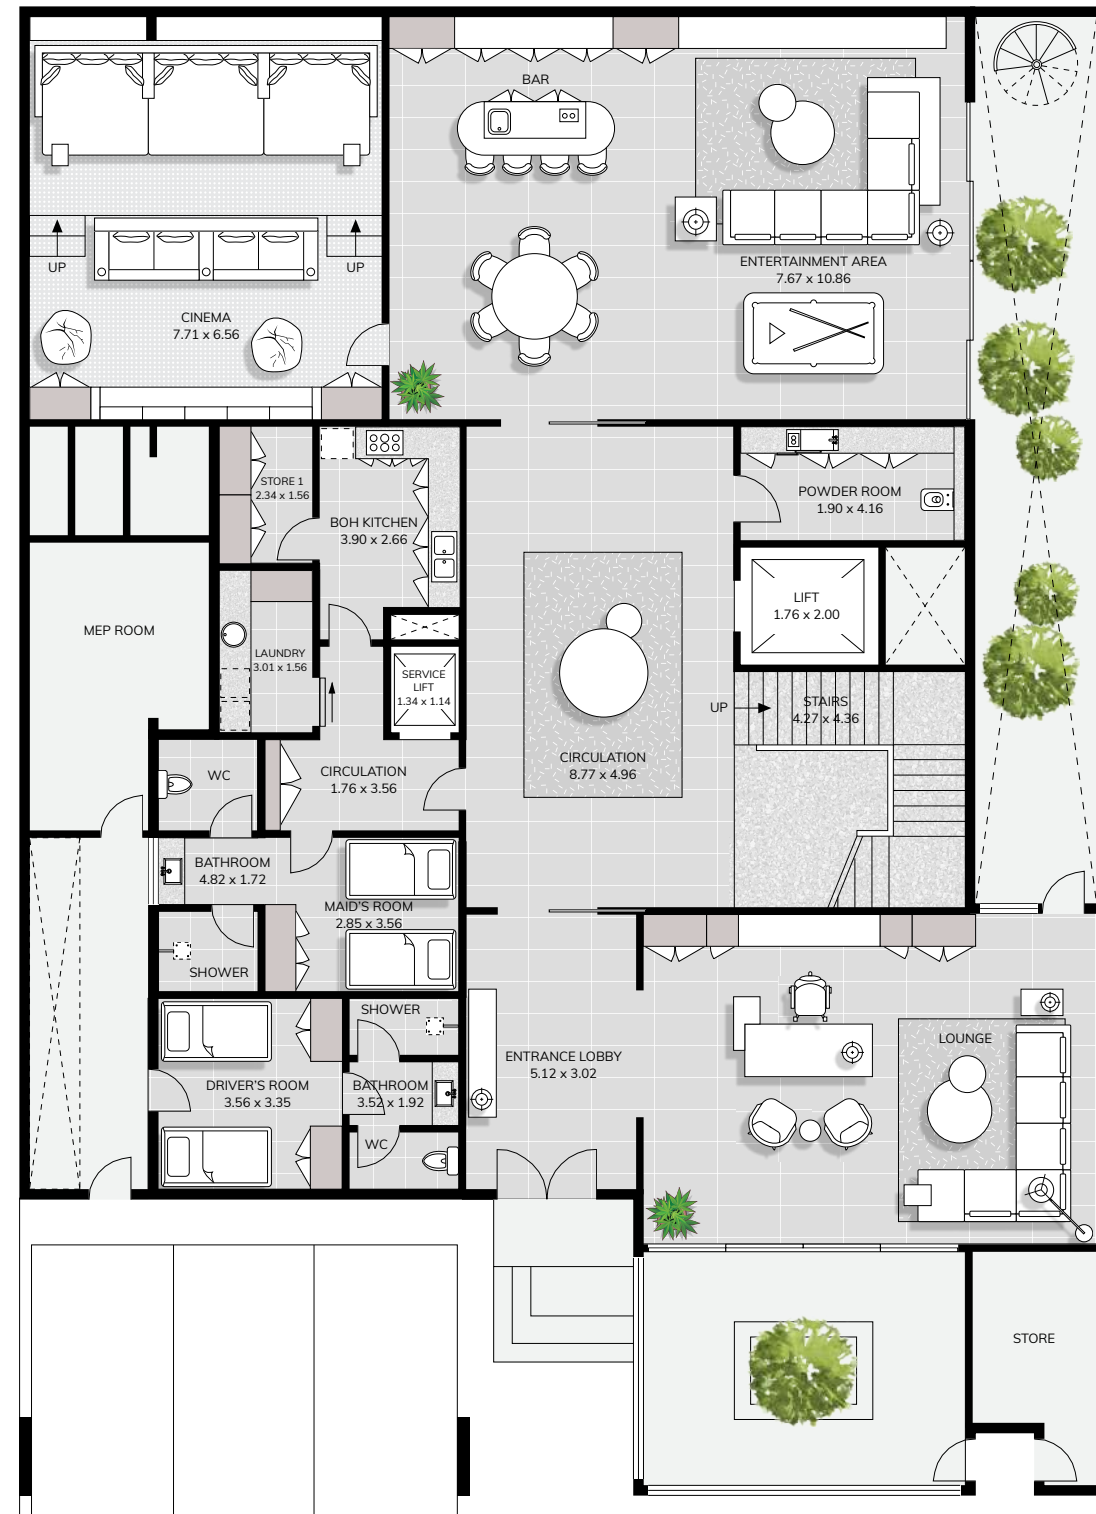 BAR
UP
UP
ENTERTAINMENT AREA
7.67 x 10.86
CINEMA
7.71 x 6.56
STORE 1
2.34 x 1.56
BOH KITCHEN
3.90 x 2.66
POWDER ROOM
1.90 x 4.16
MEP ROOM
LIFT
1.76 x 2.00
LAUNDRY
3.01 x 1.56
SERVICE
LIFT
1.34 x 1.14
UP
STAIRS
4.27 x 4.36
WC
CIRCULATION
1.76 x 3.56
CIRCULATION
8.77 x 4.96
BATHROOM
4.82 x 1.72
MAID'S ROOM
2.85 x 3.56
SHOWER
SHOWER
ENTRANCE LOBBY
5.12 x 3.02
LOUNGE
DRIVER'S ROOM
3.56 x 3.35
BATHROOM
3.52 x 1.92
WC
STORE